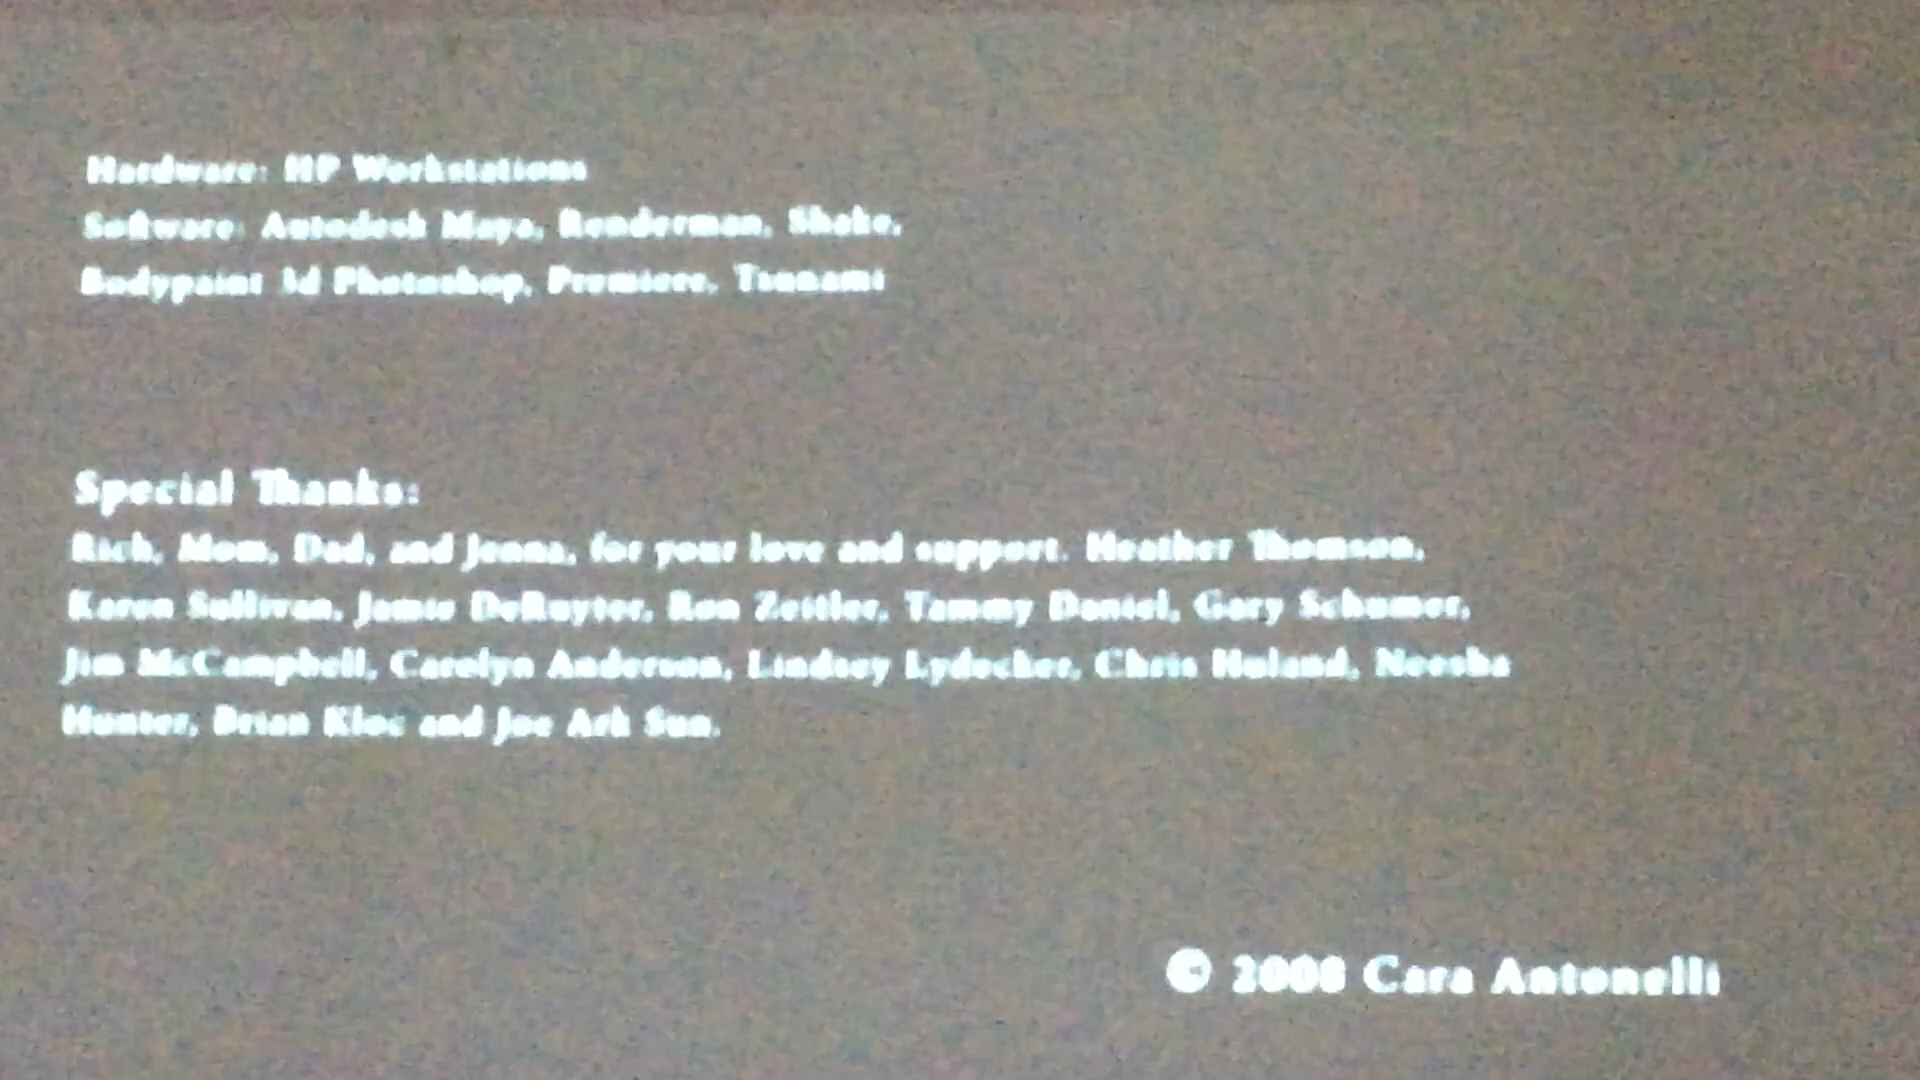 Hardware: HP Workstations
Software: Autodesk Maya, Renderman, Shake,
Bodypaint 3d Photoshop, Premiere, Tsunami
Special Thanks:
Rich, Mom, Dad, and Jenna, for your love and support. Heather Thomson,
Karen Sullivan, Jamie DeRuyter, Ron Zeitler, Tammy Daniel, Gary Schumer,
Jim McCampbell, Carolyn Anderson, Lindsey Lydecker, Chris Huland, Neesha
Hunter, Brian Kloc and Joe Ark Sun.
© 2008 Cara Antonelli